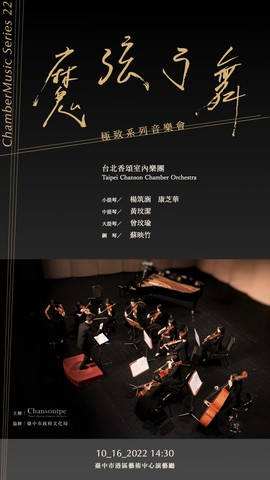 ChamberMusic Series 22
魔弦弓舞
極致系列音樂會
台北香頌室內樂團
Taipei Chanson Chamber Orchestra
小提琴／ 楊筑涵 康芝華
中提琴／ 黃玟潔
大提琴／ 曾玟瑜
鋼 琴／ 蘇映竹
主辦： Chansontpe
協辦：臺中市政府文化局
10_16_2022 14:30
臺中市港區藝術中心演藝廳